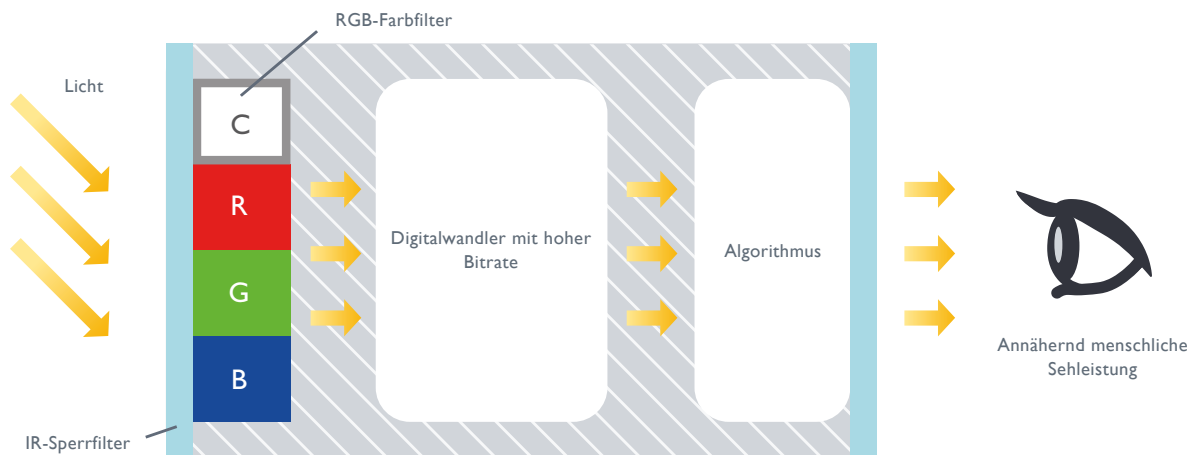 RGB-Farbfilter
Licht
C
R
G
B
Digitalwandler mit hoher
Bitrate
Algorithmus
Annähernd menschliche
Sehleistung
IR-Sperrfilter